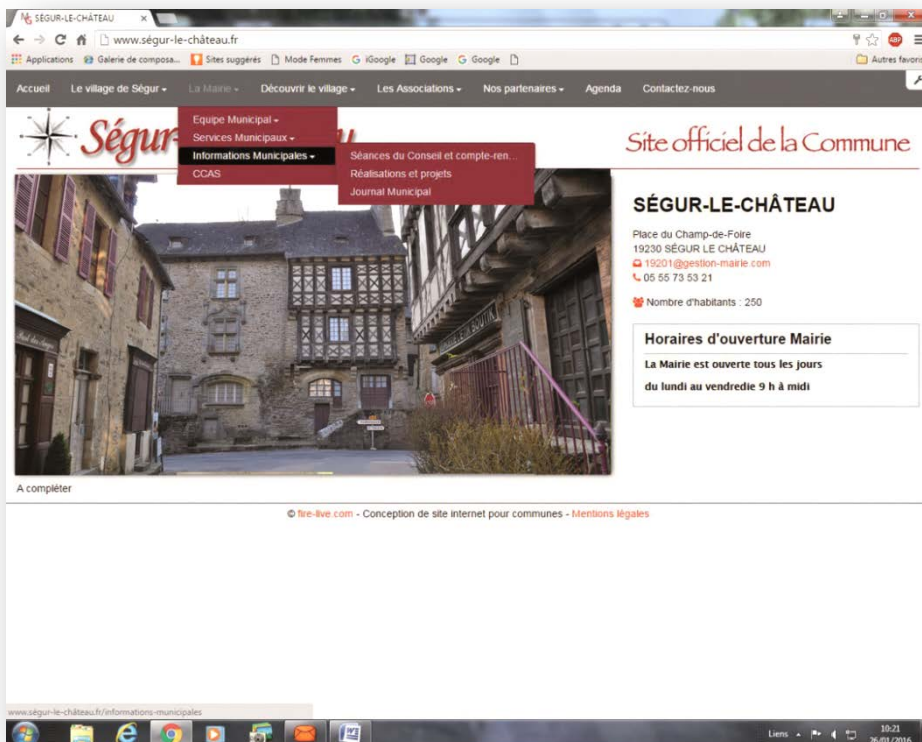 SÉGUR-LE-CHÂTEAU
www.ségur-le-château.fr
Applications Galerie de composa... Sites suggérés Mode Femmes iGoogle Google Google Autres favoris
Accueil Le village de Ségur La Mairie Découvrir le village Les Associations Nos partenaires Agenda Contactez-nous
Ségur
Site officiel de la Commune
Equipe Municipal
Services Municipaux
Informations Municipales
CCAS
Séances du Conseil et compte-ren...
Réalisations et projets
Journal Municipal
SÉGUR-LE-CHÂTEAU
Place du Champ-de-Foire
19230 SÉGUR LE CHÂTEAU
19201@gestion-mairie.com
05 55 73 53 21
Nombre d'habitants : 250
Horaires d'ouverture Mairie
La Mairie est ouverte tous les jours
du lundi au vendredie 9 h à midi
A compléter
© fire-live.com - Conception de site internet pour communes - Mentions légales
www.ségur-le-château.fr/informations-municipales
Liens
10:21
26/01/2016